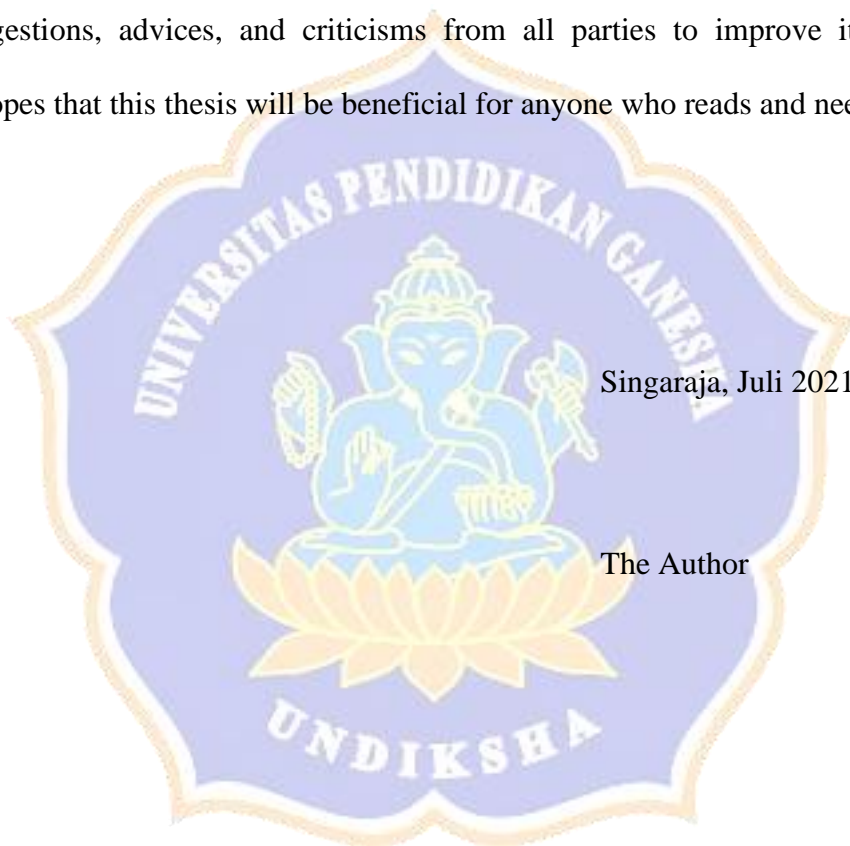 gestions, advices, and criticisms from all parties to improve it
opes that this thesis will be beneficial for anyone who reads and nee
UNIVERSITAS PENDIDIKAN GANESHA
Singaraja, Juli 2021
The Author
UNDIKSHA